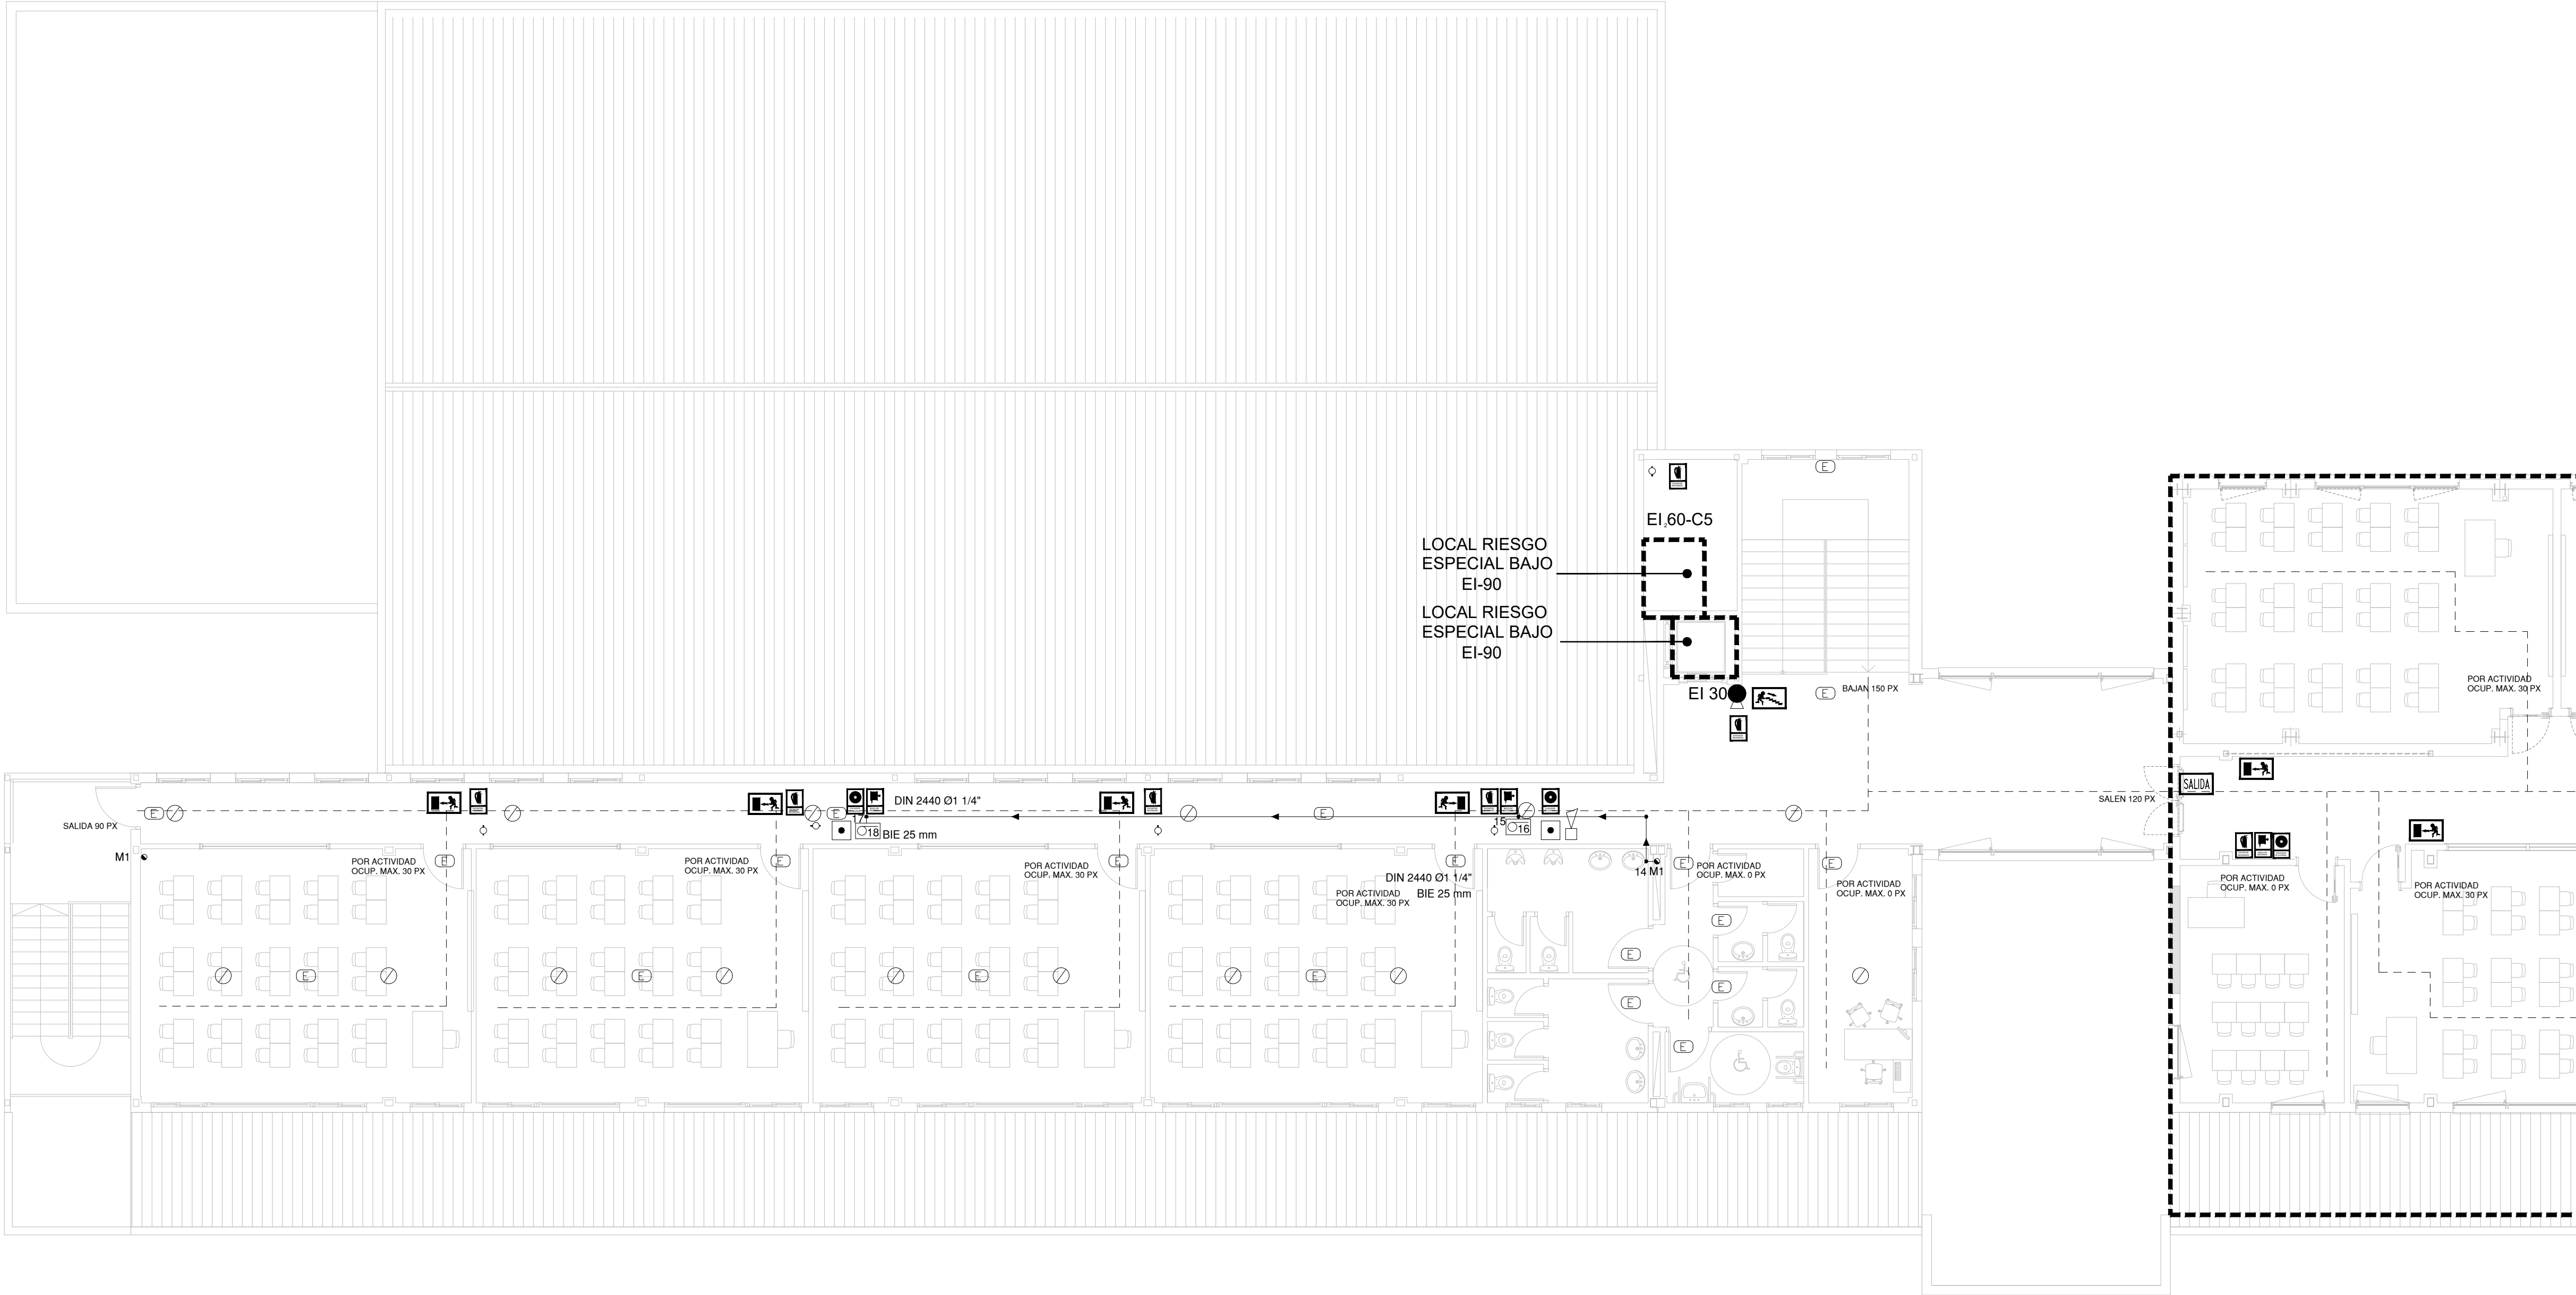 EI₂60-C5
LOCAL RIESGO
ESPECIAL BAJO
EI-90
LOCAL RIESGO
ESPECIAL BAJO
EI-90
EI 30
E
E
BAJAN 150 PX
POR ACTIVIDAD
OCUP. MAX. 30 PX
SALIDA
SALEN 120 PX
SALIDA 90 PX
E
E
DIN 2440 Ø1 1/4"
17
18
BIE 25 mm
E
15
16
M1
POR ACTIVIDAD
OCUP. MAX. 30 PX
E
POR ACTIVIDAD
OCUP. MAX. 30 PX
E
POR ACTIVIDAD
OCUP. MAX. 30 PX
E
E
DIN 2440 Ø1 1/4"
BIE 25 mm
POR ACTIVIDAD
OCUP. MAX. 30 PX
14 M1
E
POR ACTIVIDAD
OCUP. MAX. 0 PX
E
POR ACTIVIDAD
OCUP. MAX. 0 PX
POR ACTIVIDAD
OCUP. MAX. 0 PX
POR ACTIVIDAD
OCUP. MAX. 30 PX
E
E
E
E
E
E
E
E
E